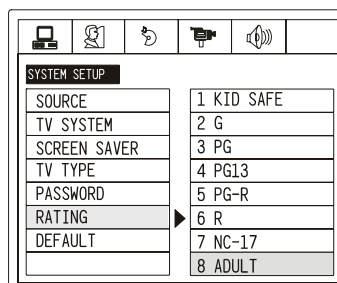 SYSTEM SETUP
SOURCE
TV SYSTEM
SCREEN SAVER
TV TYPE
PASSWORD
RATING
DEFAULT
1 KID SAFE
2 G
3 PG
4 PG13
5 PG-R
6 R
7 NC-17
8 ADULT